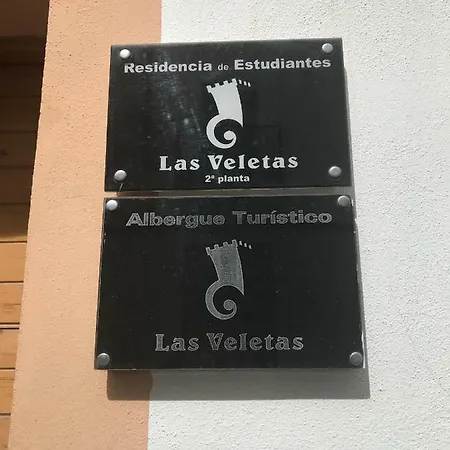 Residencia de Estudiantes
Las Veletas
2ª planta
Albergue Turístico
Las Veletas